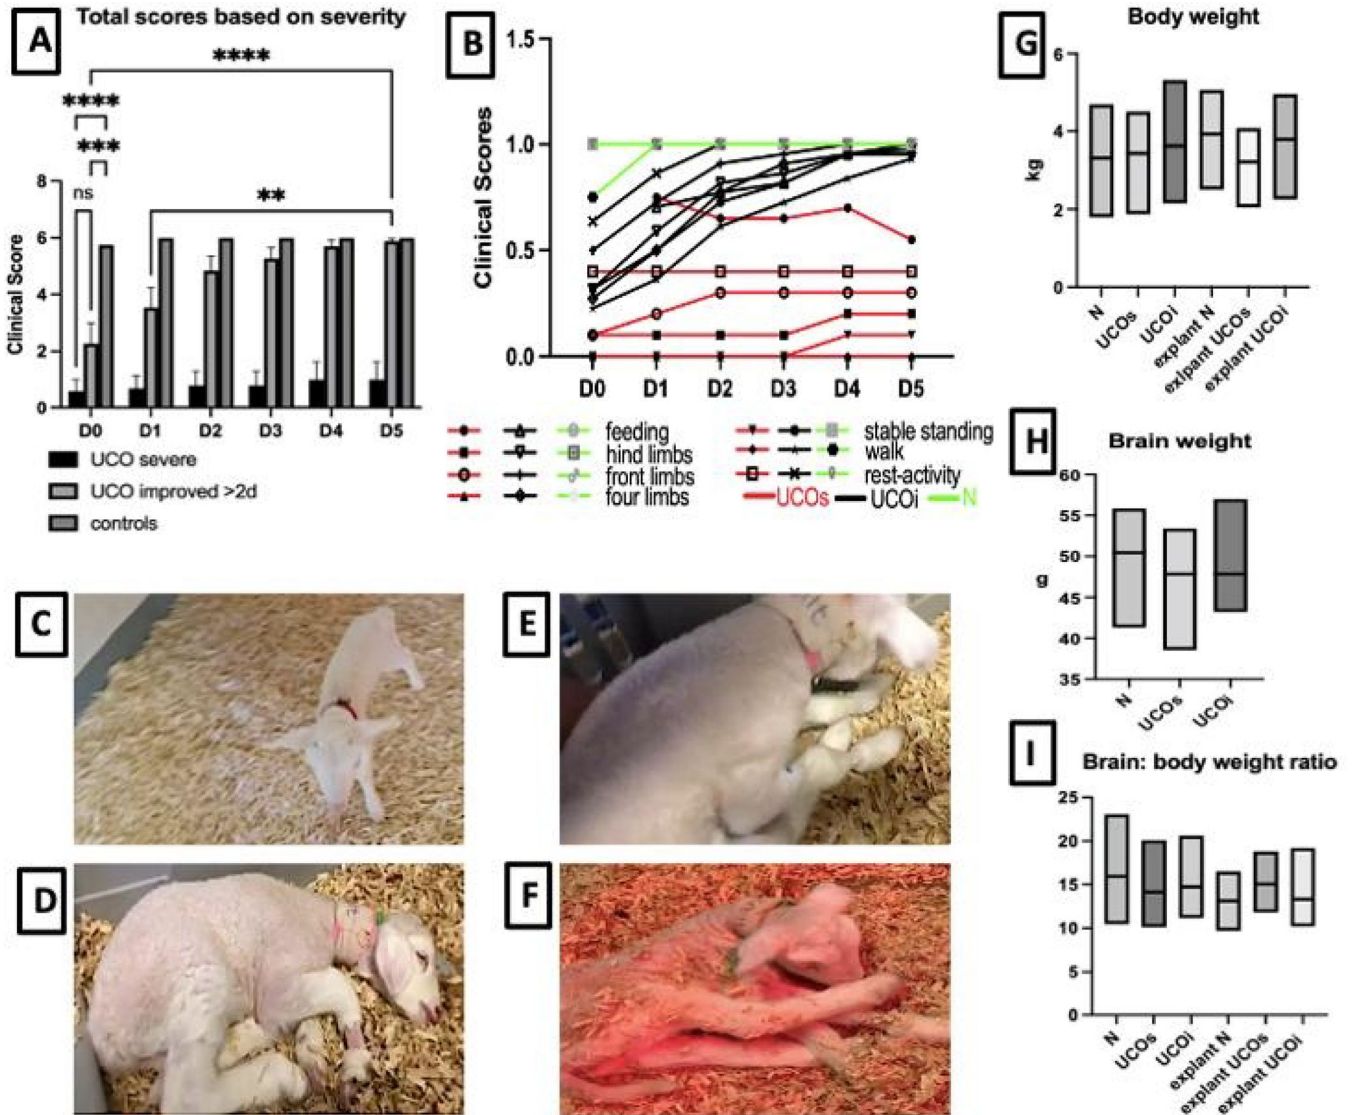 A
Total scores based on severity
****
****
***
ns
**
8
6
4
2
0
Clinical Score
D0 D1 D2 D3 D4 D5
UCO severe
UCO improved >2d
controls
B
1.5
1.0
0.5
0.0
Clinical Scores
D0 D1 D2 D3 D4 D5
feeding
hind limbs
front limbs
four limbs
stable standing
walk
rest-activity
UCOs UCOi N
C
D
E
F
G
Body weight
6
4
2
0
kg
N UCOs UCOi explant N exlpant UCOs explant UCOi
H
Brain weight
60
55
50
45
40
35
g
N UCOs UCOi
I
Brain: body weight ratio
25
20
15
10
5
0
N UCOs UCOi explant N explant UCOs explant UCOi